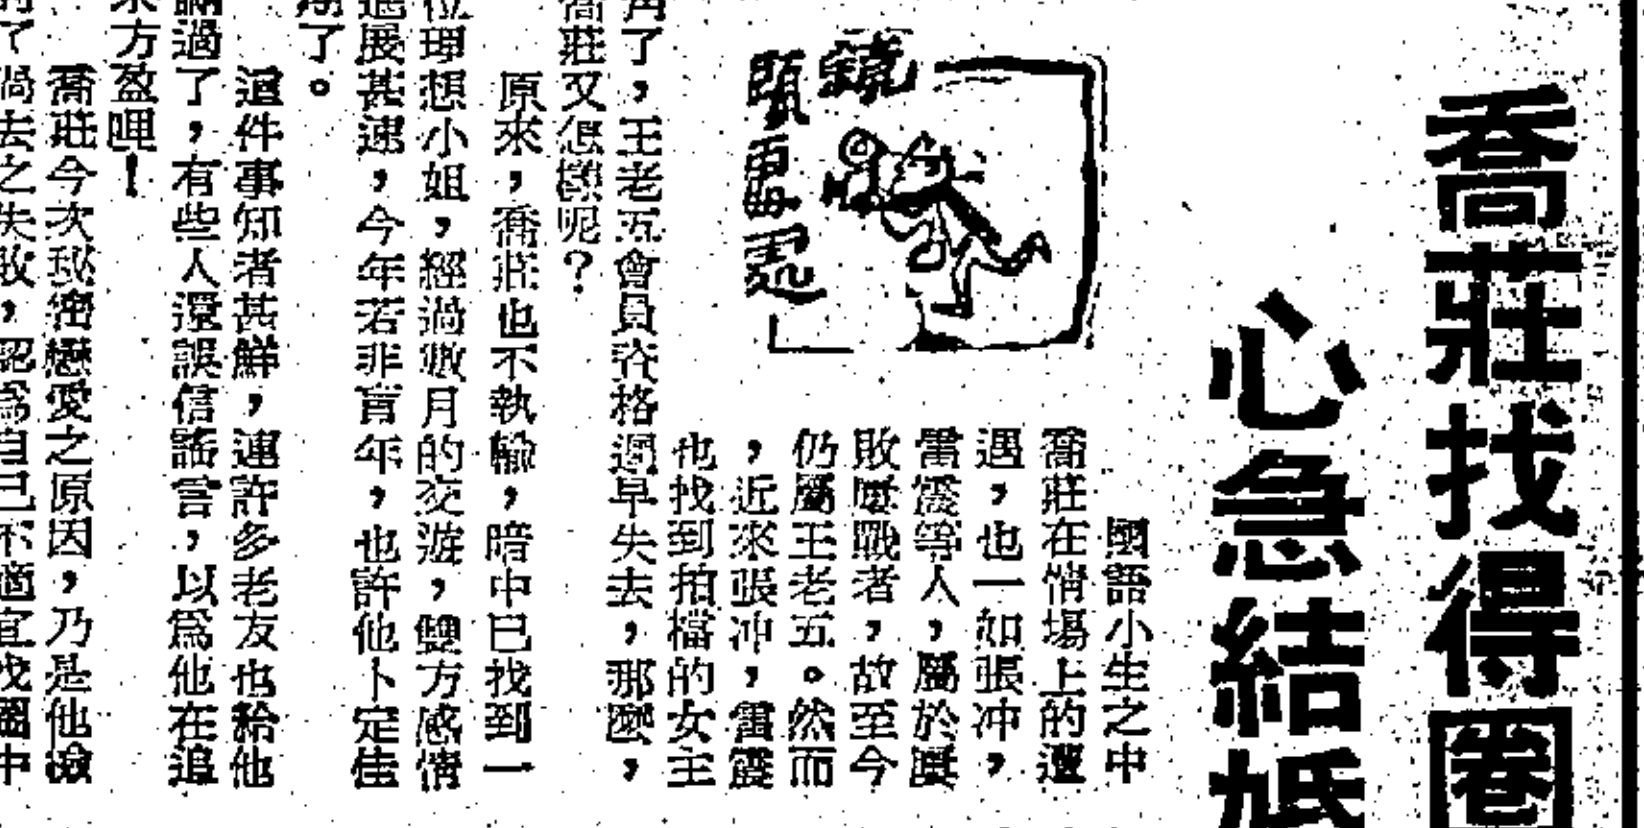 喬莊找得圈
心急結婚
國語小生之中
喬莊在情場上的遭
遇，也一如張冲，
雷震等人，屬於屢
敗屢戰者，故至今
仍屬王老五。然而
，近來張冲，雷震
也找到拍檔的女主
角了，王老五會員資格遲早失去，那麽，
喬莊又怎樣呢？
原來，喬莊也不執輸，暗中已找到一
位理想小姐，經過數月的交游，雙方感情
進展甚速，今年若非盲年，也許他卜定佳
期了。
這件事知者甚鮮，連許多老友也給他
瞞過了，有些人還誤信謠言，以爲他在追
求方盈哩！
喬莊今次秘密戀愛之原因，乃是他檢
討了過去之失敗，認爲自己不適宜找圈中